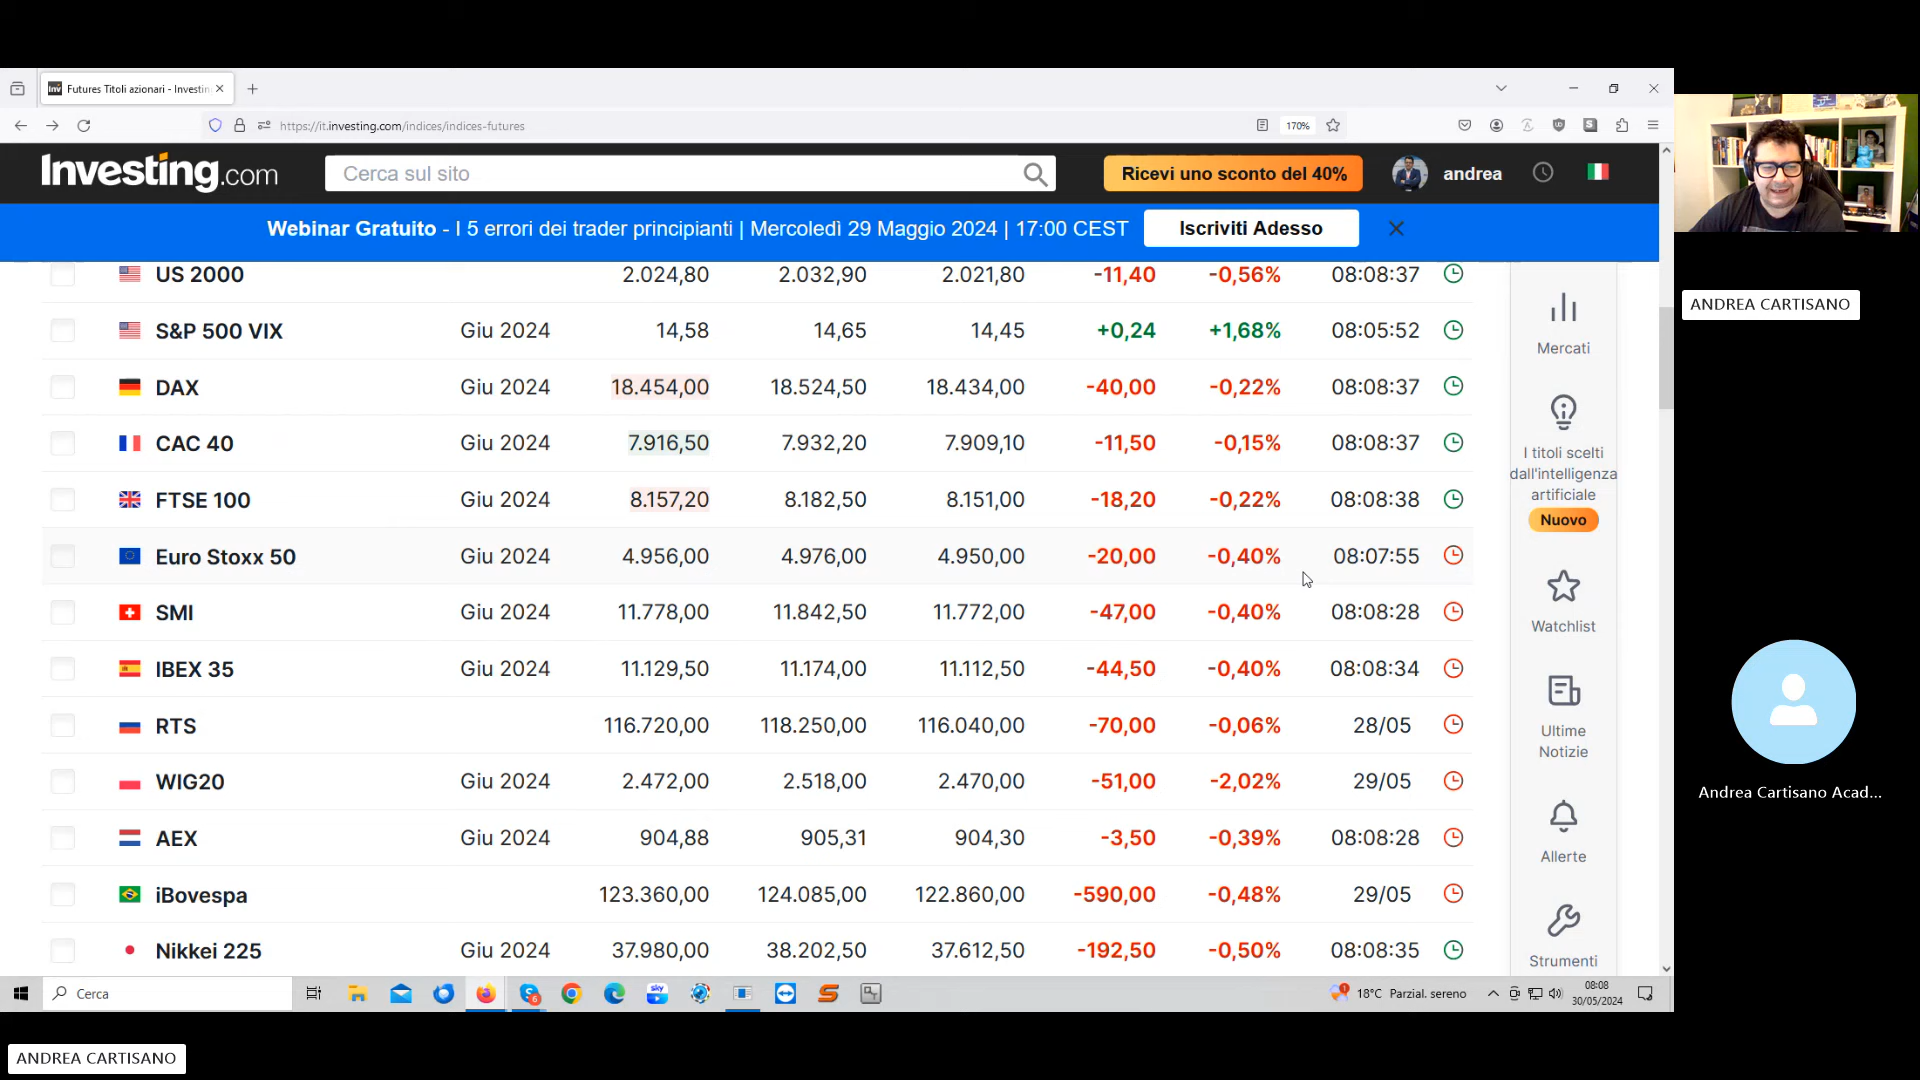 Futures Titoli azionari - Investin
https://it.investing.com/indices/indices-futures
170%
Investing.com
Cerca sul sito
Ricevi uno sconto del 40%
andrea
Webinar Gratuito - I 5 errori dei trader principianti | Mercoledì 29 Maggio 2024 | 17:00 CEST
Iscriviti Adesso
US 2000 2.024,80 2.032,90 2.021,80 -11,40 -0,56% 08:08:37
S&P 500 VIX Giu 2024 14,58 14,65 14,45 +0,24 +1,68% 08:05:52
DAX Giu 2024 18.454,00 18.524,50 18.434,00 -40,00 -0,22% 08:08:37
CAC 40 Giu 2024 7.916,50 7.932,20 7.909,10 -11,50 -0,15% 08:08:37
FTSE 100 Giu 2024 8.157,20 8.182,50 8.151,00 -18,20 -0,22% 08:08:38
Euro Stoxx 50 Giu 2024 4.956,00 4.976,00 4.950,00 -20,00 -0,40% 08:07:55
SMI Giu 2024 11.778,00 11.842,50 11.772,00 -47,00 -0,40% 08:08:28
IBEX 35 Giu 2024 11.129,50 11.174,00 11.112,50 -44,50 -0,40% 08:08:34
RTS 116.720,00 118.250,00 116.040,00 -70,00 -0,06% 28/05
WIG20 Giu 2024 2.472,00 2.518,00 2.470,00 -51,00 -2,02% 29/05
AEX Giu 2024 904,88 905,31 904,30 -3,50 -0,39% 08:08:28
iBovespa 123.360,00 124.085,00 122.860,00 -590,00 -0,48% 29/05
Nikkei 225 Giu 2024 37.980,00 38.202,50 37.612,50 -192,50 -0,50% 08:08:35
Mercati
I titoli scelti
dall'intelligenza
artificiale
Nuovo
Watchlist
Ultime
Notizie
Allerte
Strumenti
Cerca
18°C Parzial. sereno
08:08
30/05/2024
ANDREA CARTISANO
Andrea Cartisano Acad...
ANDREA CARTISANO